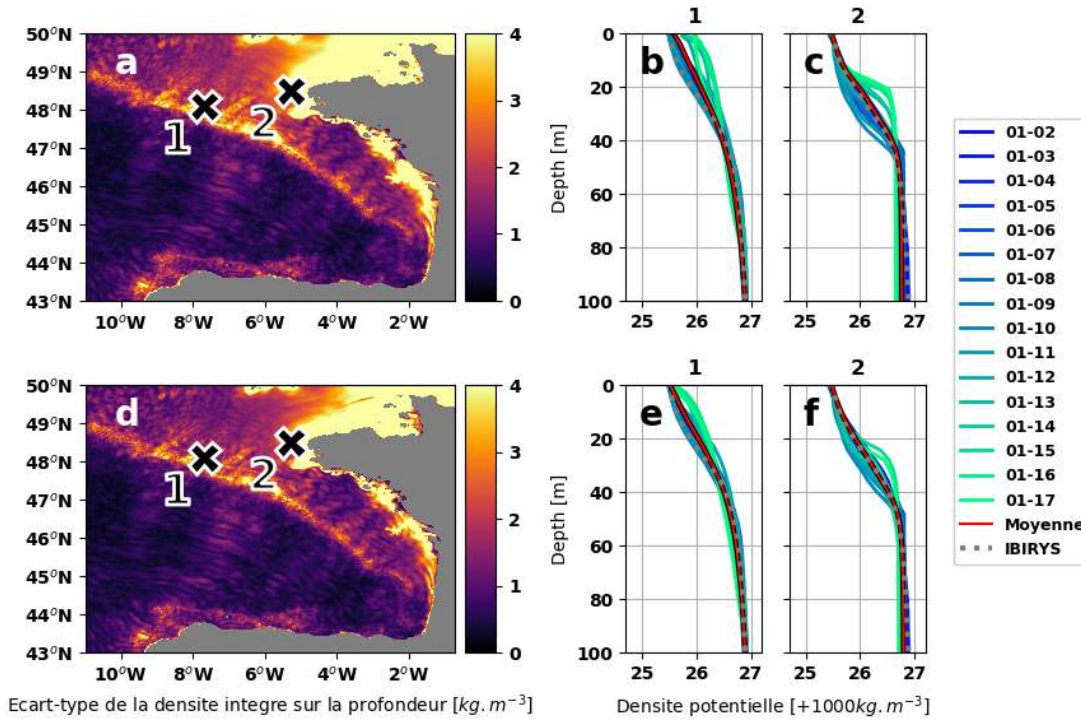 1 2
50°N
49°N
48°N
47°N
46°N
45°N
44°N
43°N
a
1
2
10°W 8°W 6°W 4°W 2°W
4
3
2
1
0
Depth [m]
0
20
40
60
80
100
b
25 26 27
c
25 26 27
01-02
01-03
01-04
01-05
01-06
01-07
01-08
01-09
01-10
01-11
01-12
01-13
01-14
01-15
01-16
01-17
Moyenne
IBIRYS
1 2
50°N
49°N
48°N
47°N
46°N
45°N
44°N
43°N
d
1
2
10°W 8°W 6°W 4°W 2°W
4
3
2
1
0
Depth [m]
0
20
40
60
80
100
e
25 26 27
f
25 26 27
Ecart-type de la densite integre sur la profondeur [kg.m⁻³]
Densite potentielle [+1000kg.m⁻³]